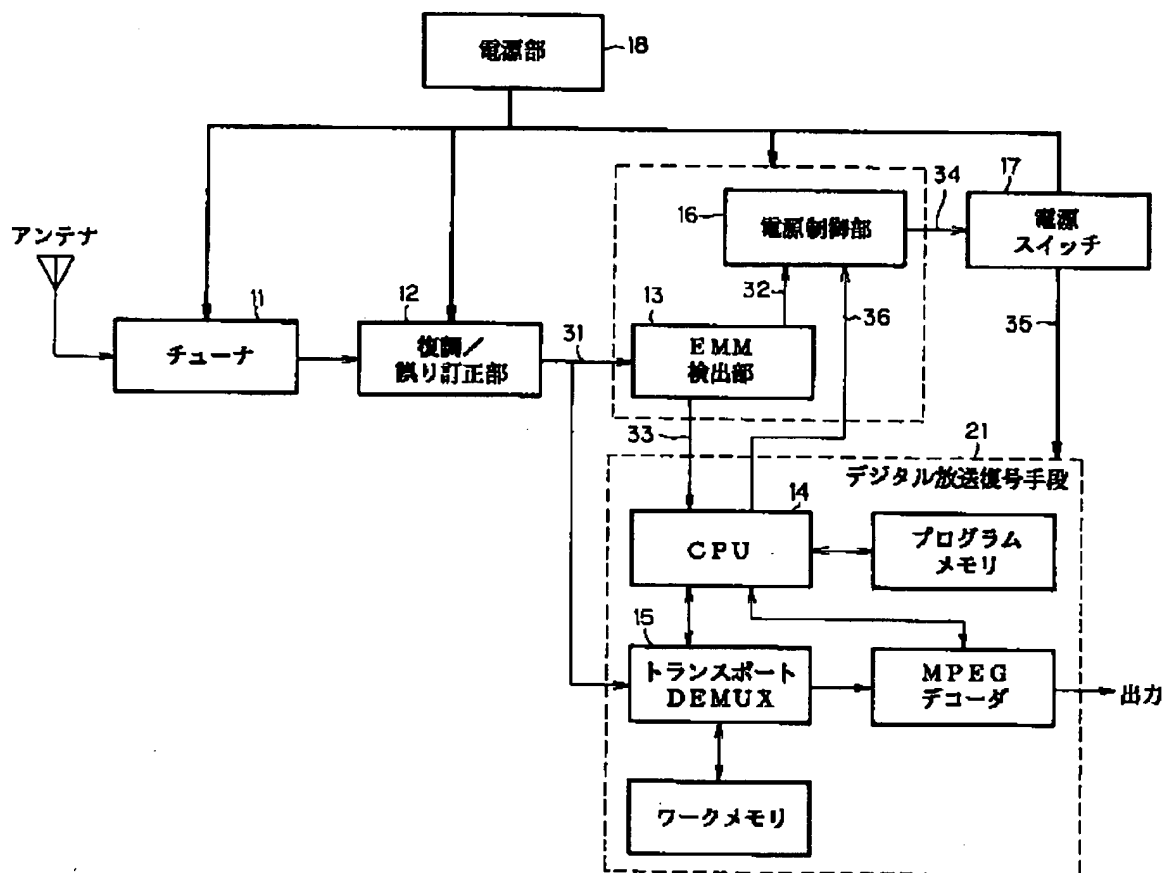 電源部
18
アンテナ
11
チューナ
12
復調／
誤り訂正部
31
13
EMM
検出部
32
33
16
電源制御部
34
36
17
電源
スイッチ
35
21
デジタル放送復号手段
14
CPU
プログラム
メモリ
15
トランスポート
DEMUX
MPEG
デコーダ
出力
ワークメモリ